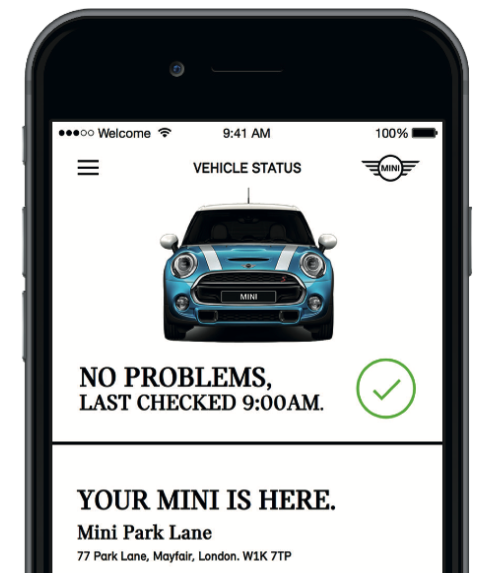 Welcome 9:41 AM 100%
VEHICLE STATUS MINI
MINI
NO PROBLEMS,
LAST CHECKED 9:00AM.
YOUR MINI IS HERE.
Mini Park Lane
77 Park Lane, Mayfair, London. W1K 7TP